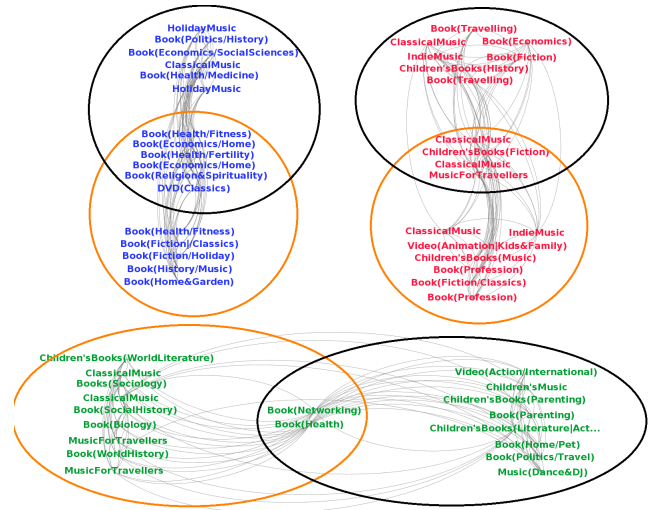 HolidayMusic
Book(Politics/History)
Book(Economics/SocialSciences)
ClassicalMusic
Book(Health/Medicine)
HolidayMusic
Book(Health/Fitness)
Book(Economics/Home)
Book(Health/Fertility)
Book(Economics/Home)
Book(Religion&Spirituality)
DVD(Classics)
Book(Health/Fitness)
Book(Fiction/Classics)
Book(Fiction/Holiday)
Book(History/Music)
Book(Home&Garden)
Book(Travelling)
ClassicalMusic
Book(Economics)
IndieMusic
Book(Fiction)
Children'sBooks(History)
Book(Travelling)
ClassicalMusic
Children'sBooks(Fiction)
ClassicalMusic
MusicForTravellers
ClassicalMusic
IndieMusic
Video(Animation|Kids&Family)
Children'sBooks(Music)
Book(Profession)
Book(Fiction/Classics)
Book(Profession)
Children'sBooks(WorldLiterature)
ClassicalMusic
Books(Sociology)
ClassicalMusic
Book(SocialHistory)
Book(Biology)
MusicForTravellers
Book(WorldHistory)
MusicForTravellers
Book(Networking)
Book(Health)
Video(Action/International)
Children'sMusic
Children'sBooks(Parenting)
Book(Parenting)
Children'sBooks(Literature|Act...
Book(Home/Pet)
Book(Politics/Travel)
Music(Dance&DJ)